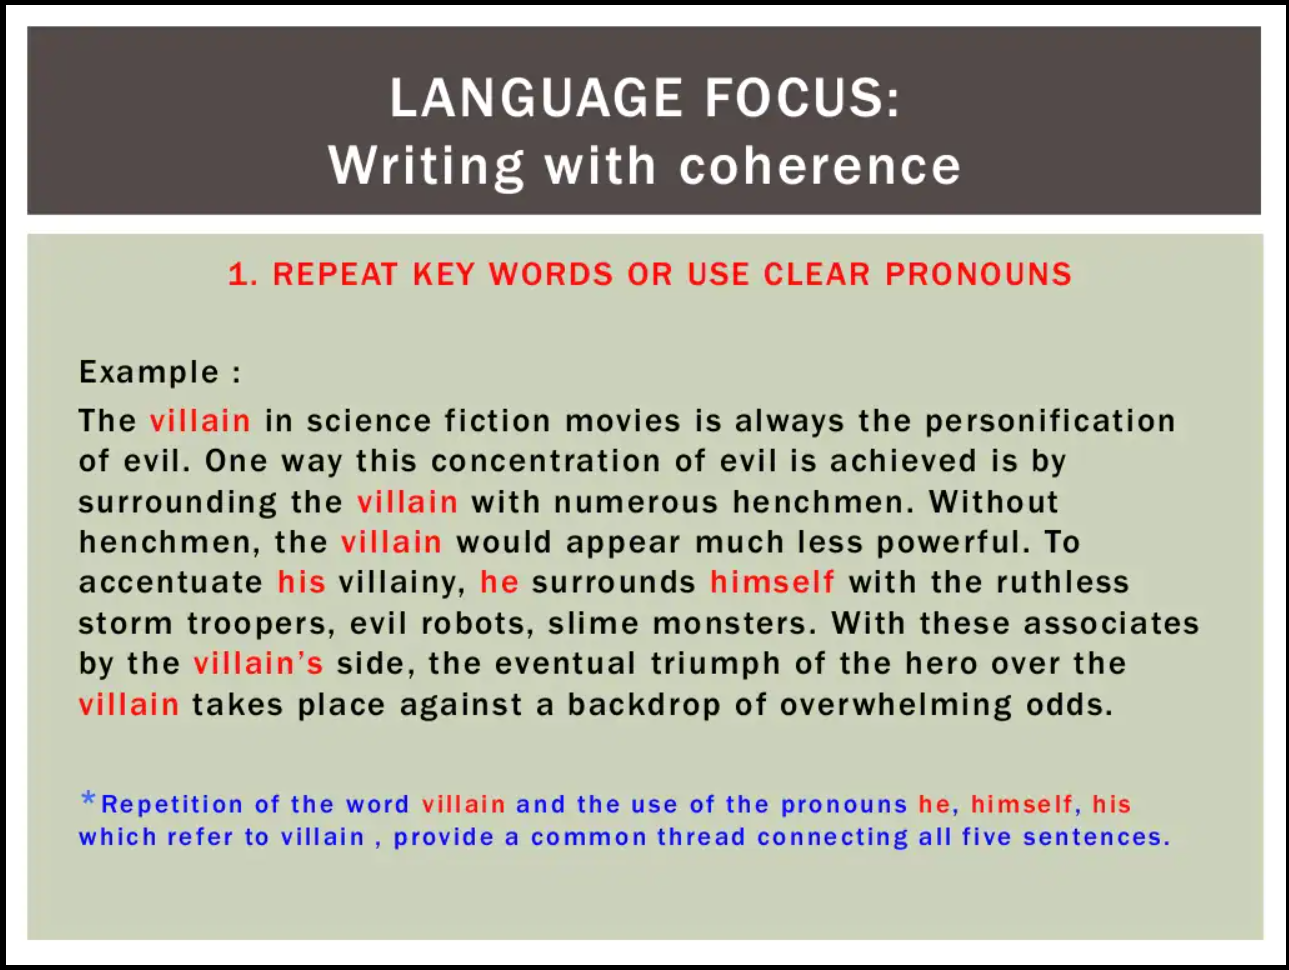 LANGUAGE FOCUS:
Writing with coherence
1. REPEAT KEY WORDS OR USE CLEAR PRONOUNS
Example :
The villain in science fiction movies is always the personification
of evil. One way this concentration of evil is achieved is by
surrounding the villain with numerous henchmen. Without
henchmen, the villain would appear much less powerful. To
accentuate his villainy, he surrounds himself with the ruthless
storm troopers, evil robots, slime monsters. With these associates
by the villain’s side, the eventual triumph of the hero over the
villain takes place against a backdrop of overwhelming odds.
*Repetition of the word villain and the use of the pronouns he, himself, his
which refer to villain , provide a common thread connecting all five sentences.